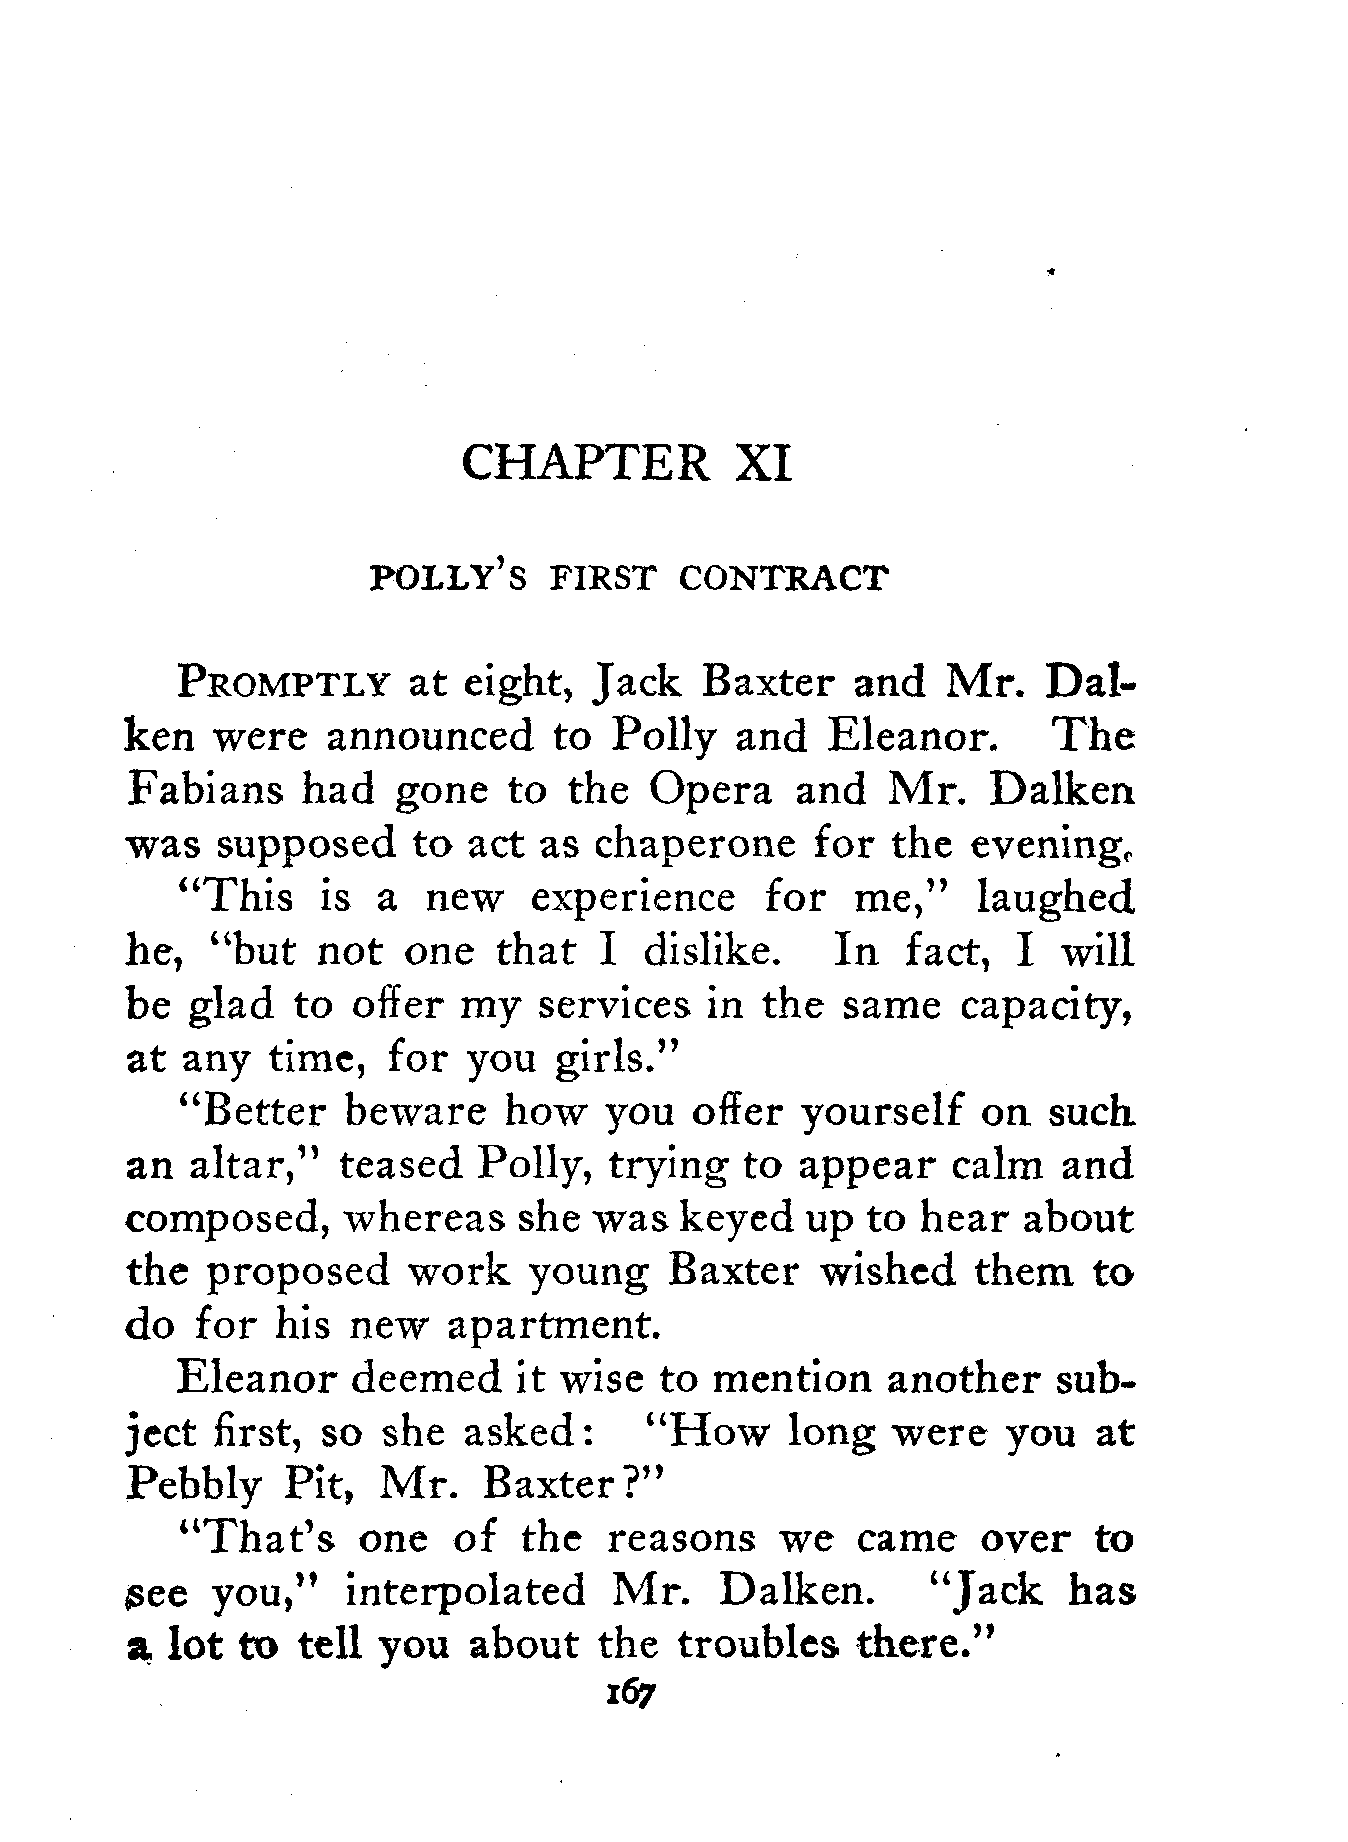 CHAPTER XI
POLLY'S FIRST CONTRACT
PROMPTLY at eight, Jack Baxter and Mr. Dal-
ken were announced to Polly and Eleanor. The
Fabians had gone to the Opera and Mr. Dalken
was supposed to act as chaperone for the evening.
"This is a new experience for me," laughed
he, "but not one that I dislike. In fact, I will
be glad to offer my services in the same capacity,
at any time, for you girls."
"Better beware how you offer yourself on such
an altar," teased Polly, trying to appear calm and
composed, whereas she was keyed up to hear about
the proposed work young Baxter wished them to
do for his new apartment.
Eleanor deemed it wise to mention another sub-
ject first, so she asked: "How long were you at
Pebbly Pit, Mr. Baxter?"
"That's one of the reasons we came over to
see you," interpolated Mr. Dalken. "Jack has
a lot to tell you about the troubles there."
167